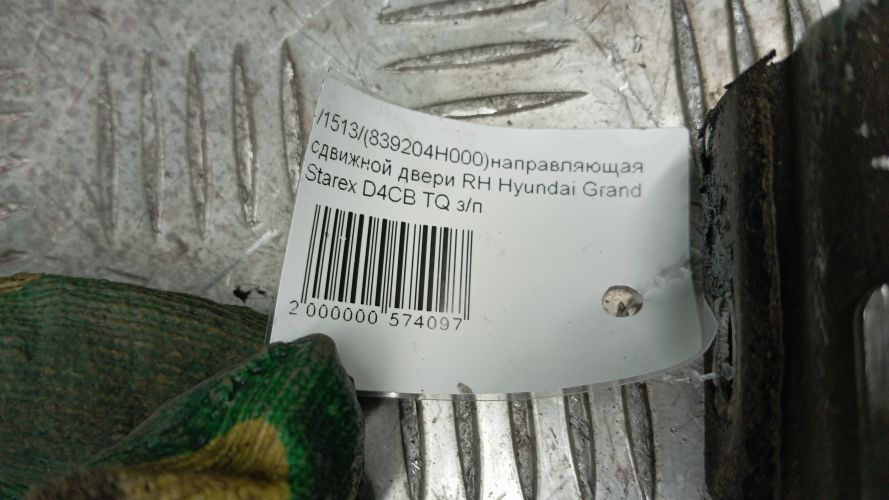 -/1513/(839204H000)направляющая
сдвижной двери RH Hyundai Grand
Starex D4CB TQ з/п
2 000000 574097